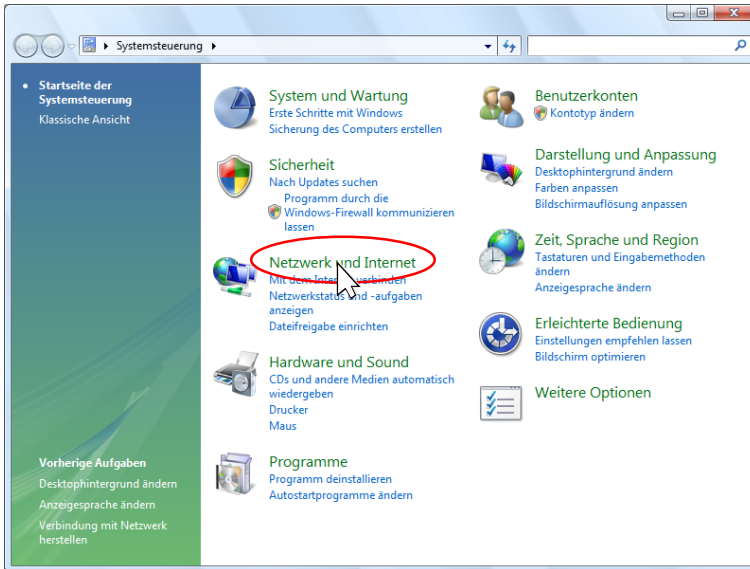 Systemsteuerung
Startseite der
Systemsteuerung
Klassische Ansicht
Vorherige Aufgaben
Desktophintergrund ändern
Anzeigesprache ändern
Verbindung mit Netzwerk
herstellen
System und Wartung
Erste Schritte mit Windows
Sicherung des Computers erstellen
Sicherheit
Nach Updates suchen
Programm durch die
Windows-Firewall kommunizieren
lassen
Netzwerk und Internet
Mit dem Internet verbinden
Netzwerkstatus und -aufgaben
anzeigen
Dateifreigabe einrichten
Hardware und Sound
CDs und andere Medien automatisch
wiedergeben
Drucker
Maus
Programme
Programm deinstallieren
Autostartprogramme ändern
Benutzerkonten
Kontotyp ändern
Darstellung und Anpassung
Desktophintergrund ändern
Farben anpassen
Bildschirmauflösung anpassen
Zeit, Sprache und Region
Tastaturen und Eingabemethoden
ändern
Anzeigesprache ändern
Erleichterte Bedienung
Einstellungen empfehlen lassen
Bildschirm optimieren
Weitere Optionen